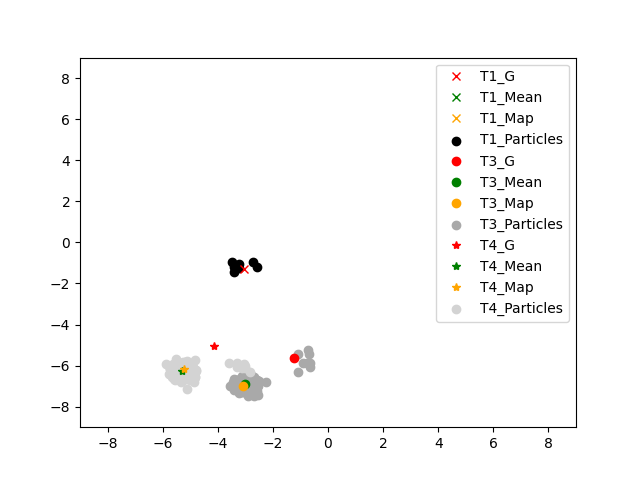 8
6
4
2
0
−2
−4
−6
−8
−8 −6 −4 −2 0 2 4 6 8
T1_G
T1_Mean
T1_Map
T1_Particles
T3_G
T3_Mean
T3_Map
T3_Particles
T4_G
T4_Mean
T4_Map
T4_Particles